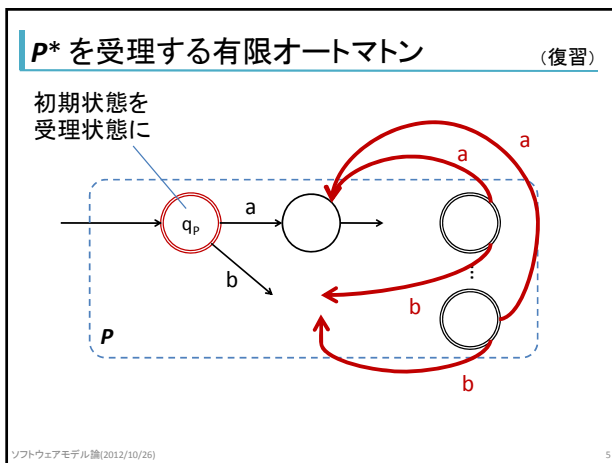 P* を受理する有限オートマトン
(復習)
初期状態を
受理状態に
a
a
a
qP
b
⋮
b
P
b
ソフトウェアモデル論(2012/10/26)
5